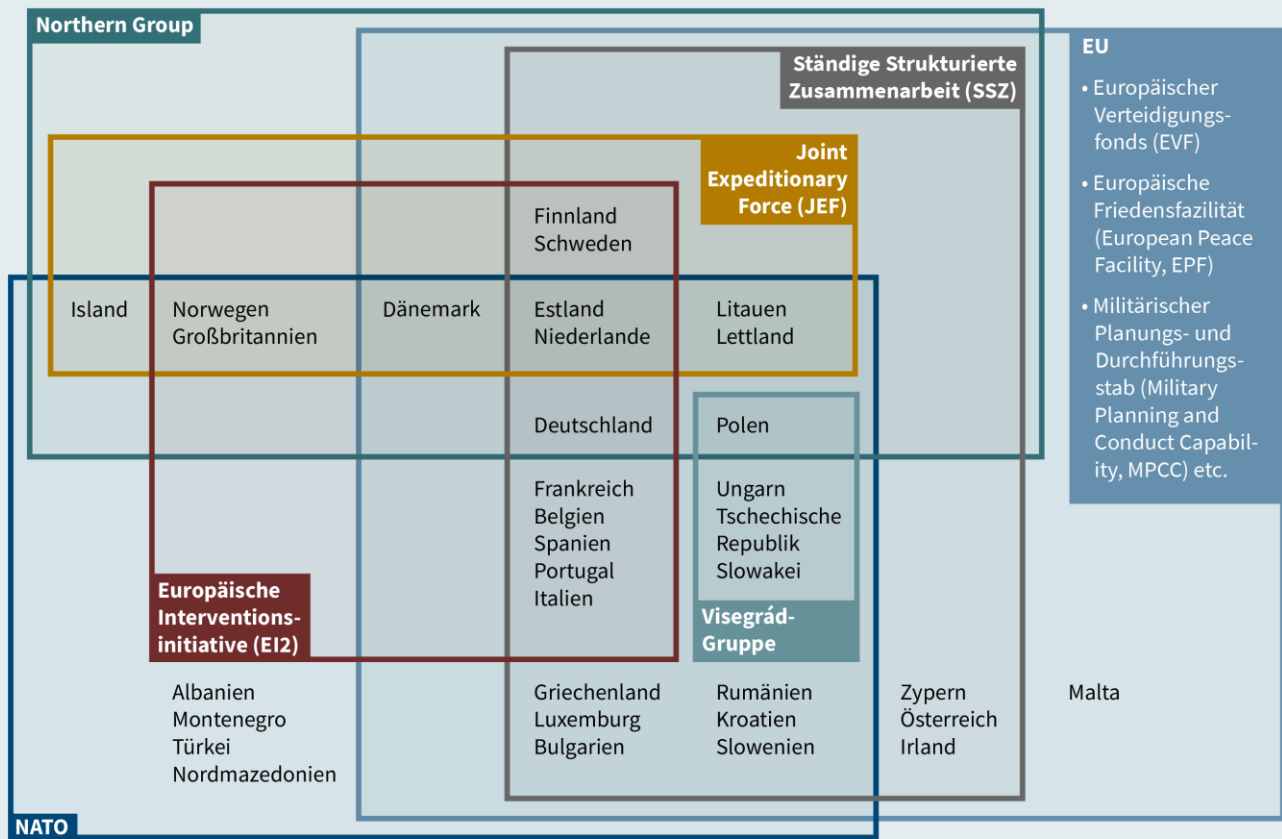 Northern Group
EU
Ständige Strukturierte
Zusammenarbeit (SSZ)
• Europäischer
Verteidigungs-
fonds (EVF)
• Europäische
Friedensfazilität
(European Peace
Facility, EPF)
• Militärischer
Planungs- und
Durchführungs-
stab (Military
Planning and
Conduct Capabil-
ity, MPCC) etc.
Joint
Expeditionary
Force (JEF)
Finnland
Schweden
Island
Norwegen
Großbritannien
Dänemark
Estland
Niederlande
Litauen
Lettland
Deutschland
Polen
Frankreich
Belgien
Spanien
Portugal
Italien
Ungarn
Tschechische
Republik
Slowakei
Europäische
Interventions-
initiative (EI2)
Visegrád-
Gruppe
Albanien
Montenegro
Türkei
Nordmazedonien
Griechenland
Luxemburg
Bulgarien
Rumänien
Kroatien
Slowenien
Zypern
Österreich
Irland
Malta
NATO